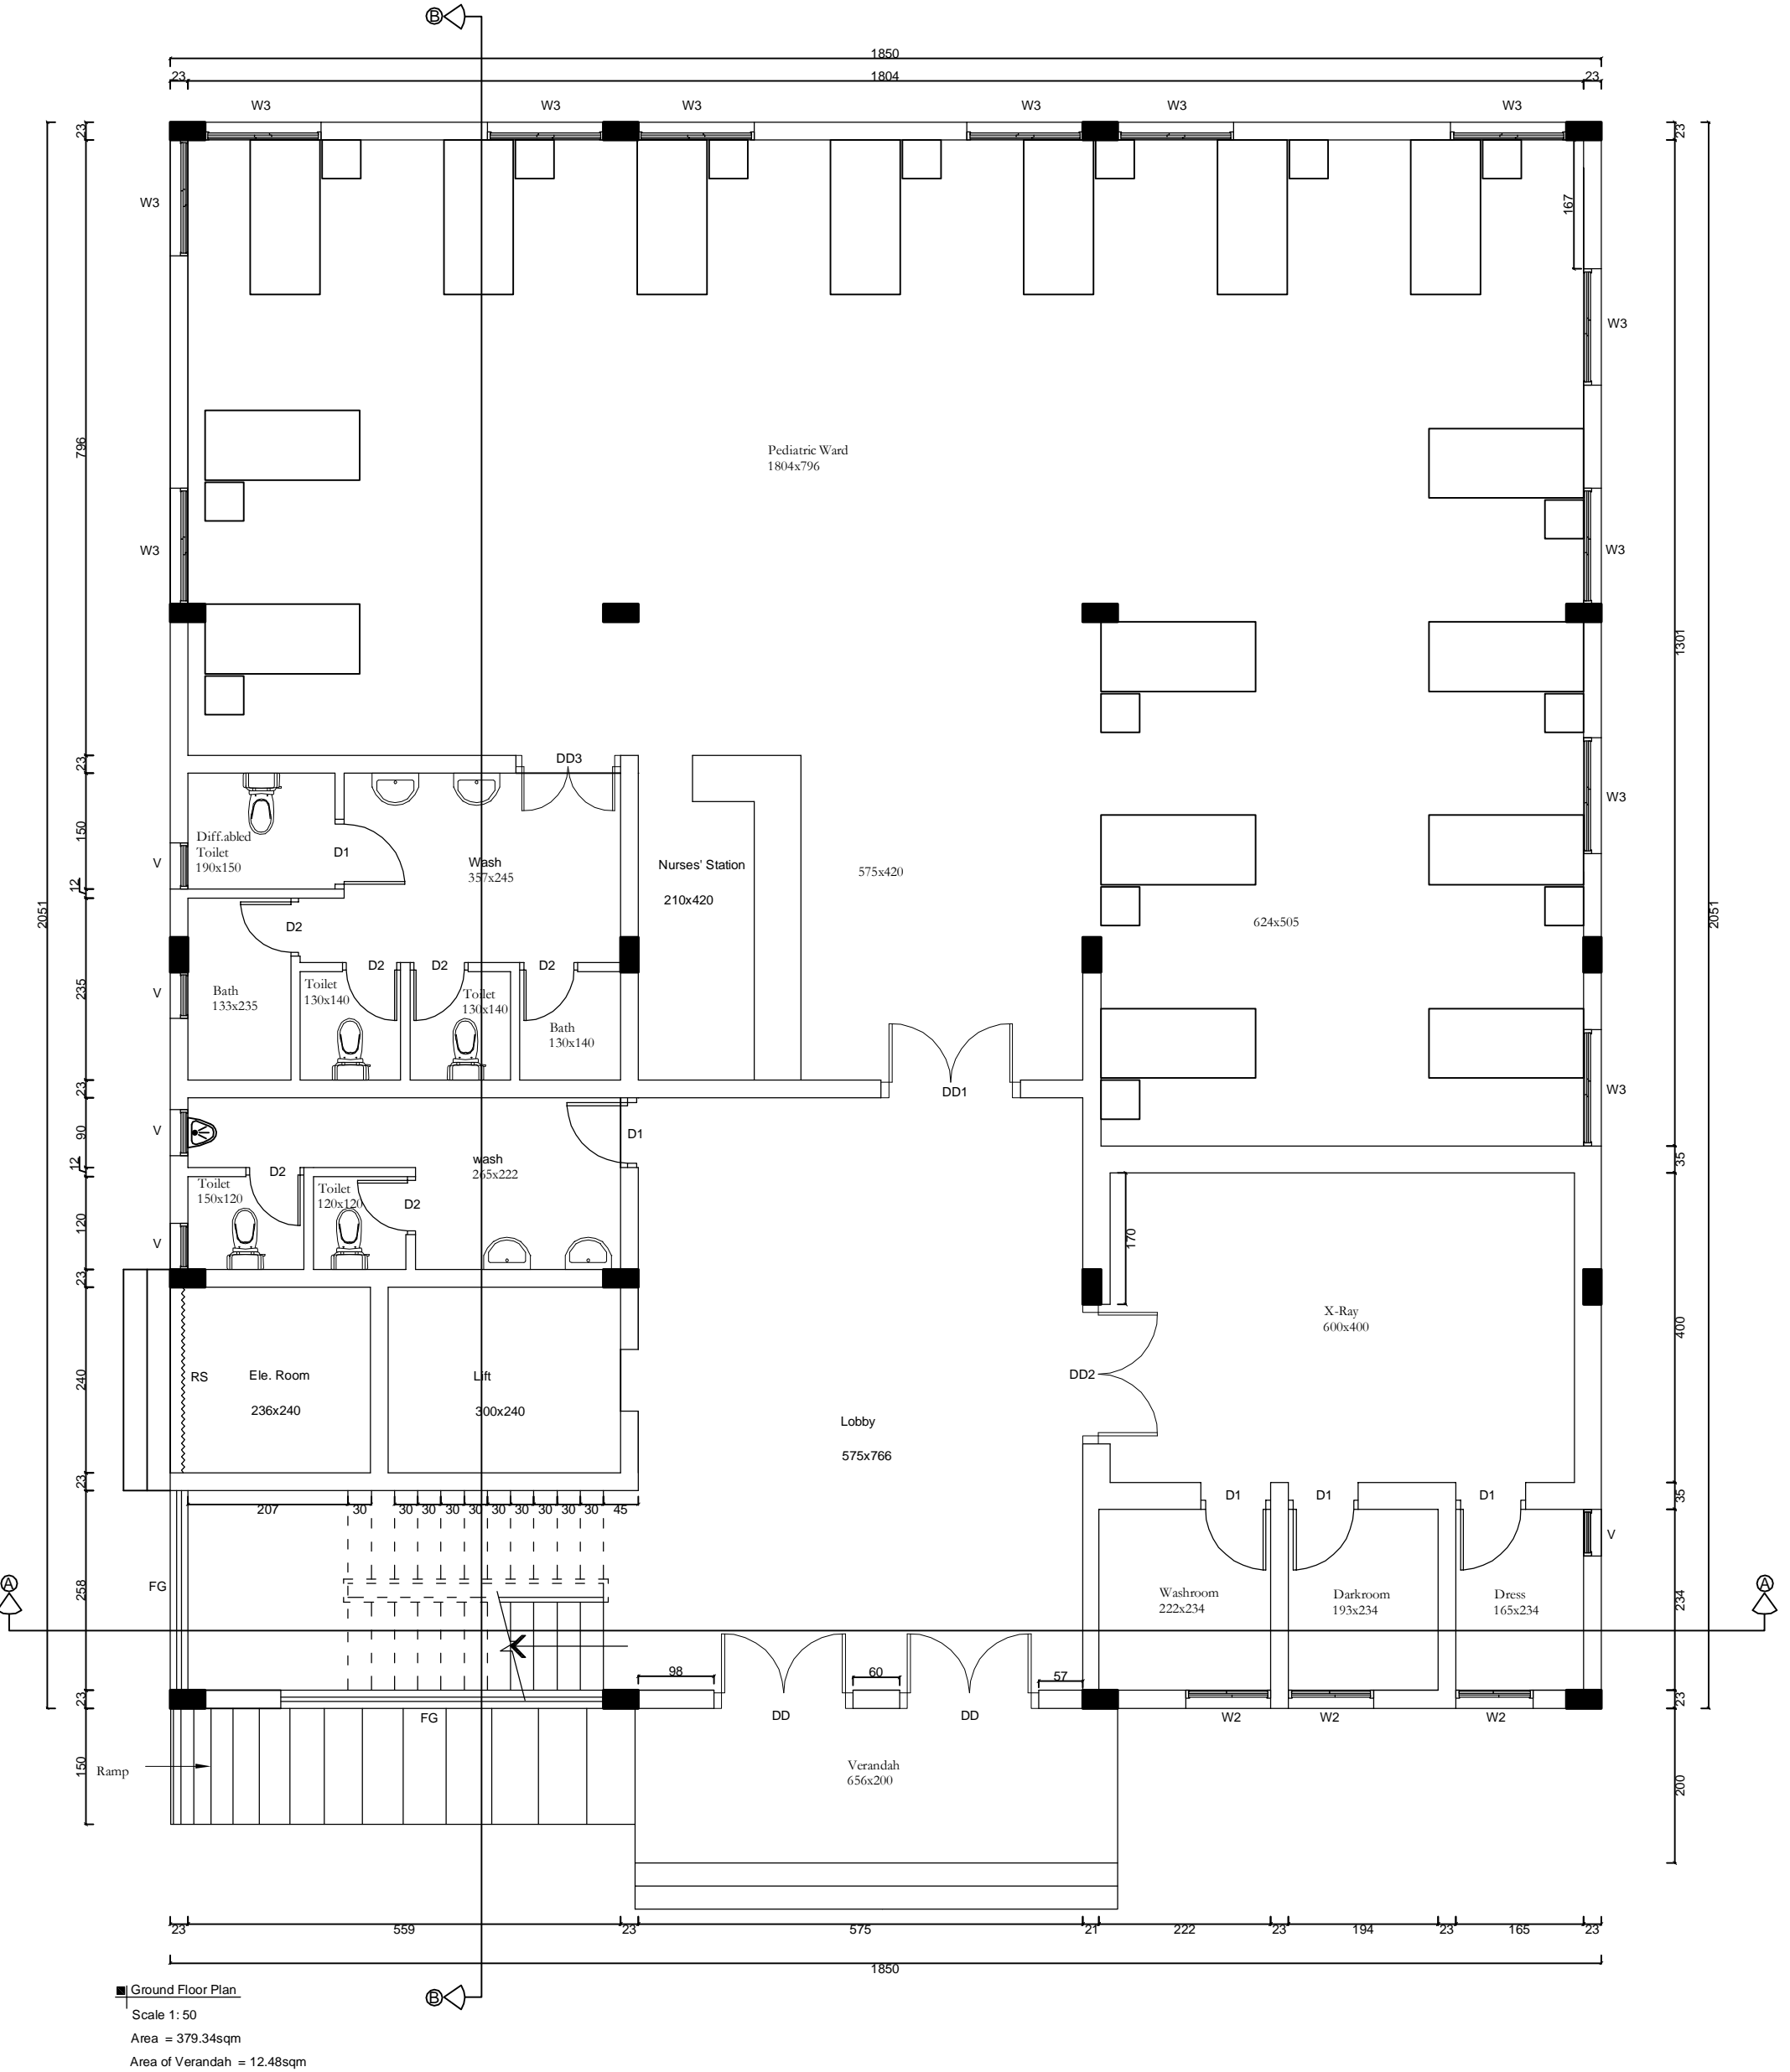 B
1850
23 1804 23
W3 W3 W3 W3 W3 W3
23 23
W3
167
W3
796
Pediatric Ward
1804x796
W3
W3
1301
23
DD3
W3
150
Diff.abled
Toilet
190x150
V
D1
Wash
357x245
Nurses' Station
210x420
575x420
12
2051
2051
624x505
D2
D2 D2 D2
235
V
Bath
133x235
Toilet
130x140
Toilet
130x140
Bath
130x140
23
DD1
W3
90
V
D1
12
D2
wash
265x222
35
Toilet
150x120
Toilet
120x120
D2
120
V
170
23
X-Ray
600x400
400
240
RS
Ele. Room
236x240
Lift
300x240
DD2
Lobby
575x766
23
35
207 30 30 30 30 30 30 30 30 30 45
D1 D1 D1
V
A
FG
258
Washroom
222x234
Darkroom
193x234
Dress
165x234
234
A
98 60 57
23
23
FG
DD DD
W2 W2 W2
150
Ramp
Verandah
656x200
200
23 559 23 575 21 222 23 194 23 165 23
1850
B
Ground Floor Plan
Scale 1: 50
Area = 379.34sqm
Area of Verandah = 12.48sqm